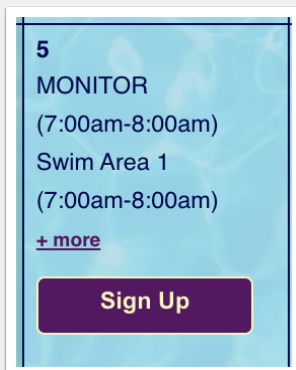 5
MONITOR
(7:00am-8:00am)
Swim Area 1
(7:00am-8:00am)
+ more
Sign Up